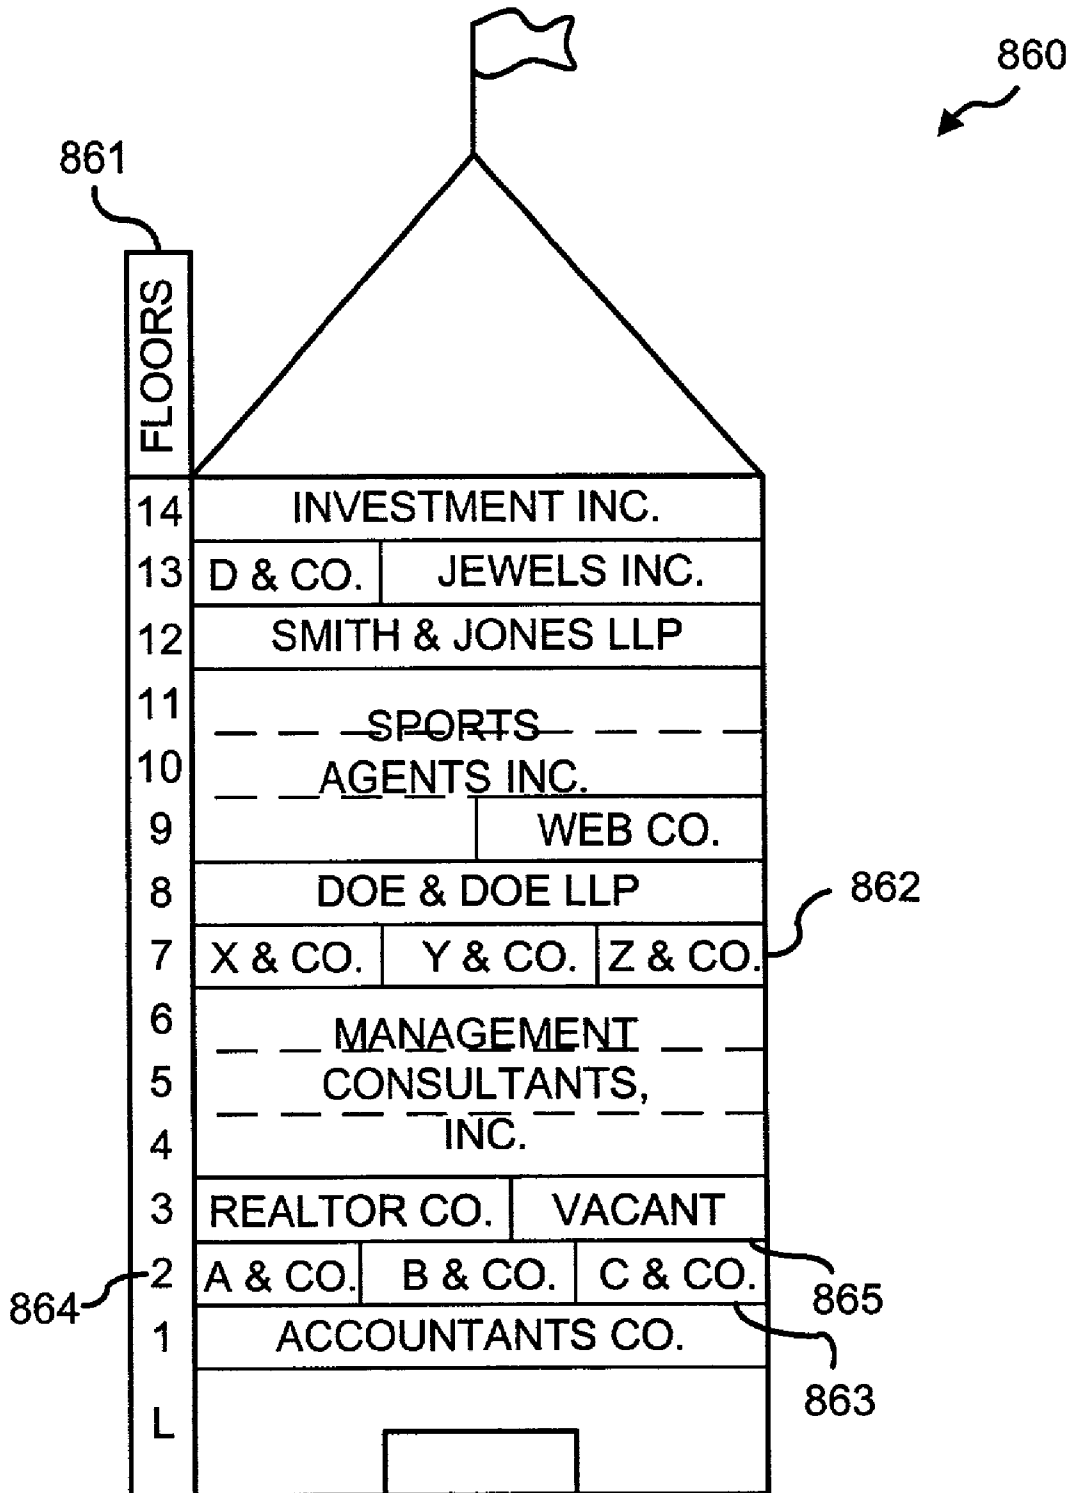 860
861
FLOORS
14 INVESTMENT INC.
13 D & CO. JEWELS INC.
12 SMITH & JONES LLP
11 SPORTS
10 AGENTS INC.
9 WEB CO.
8 DOE & DOE LLP
862
7 X & CO. Y & CO. Z & CO.
6 MANAGEMENT
5 CONSULTANTS,
4 INC.
3 REALTOR CO. VACANT
2 A & CO. B & CO. C & CO.
864
865
1 ACCOUNTANTS CO.
863
L